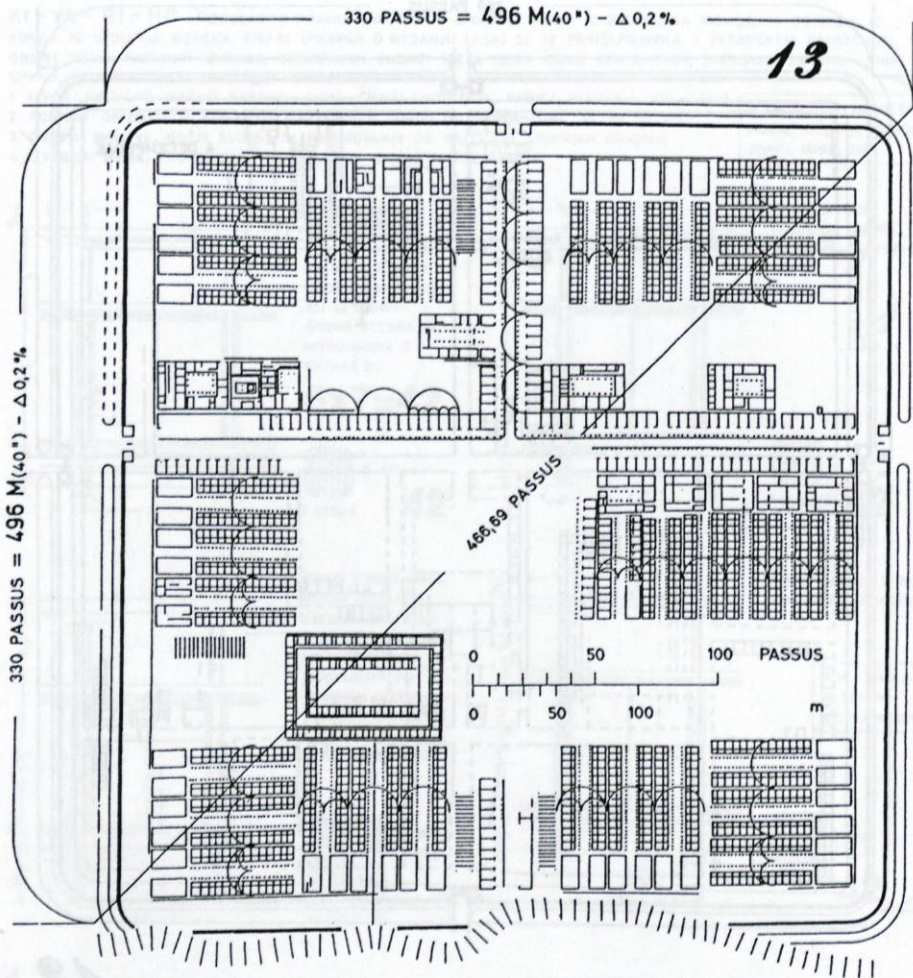 330 PASSUS = 496 M(40") - Δ 0,2 %
13
330 PASSUS = 496 M(40") - Δ 0,2 %
466,69 PASSUS
0 50 100 PASSUS
0 50 100 m